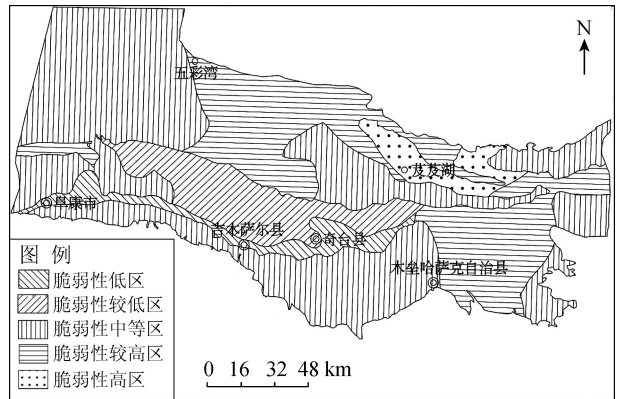 N
五彩湾
芨芨湖
阜康市
吉木萨尔县
奇台县
木垒哈萨克自治县
图 例
脆弱性低区
脆弱性较低区
脆弱性中等区
脆弱性较高区
脆弱性高区
0 16 32 48 km